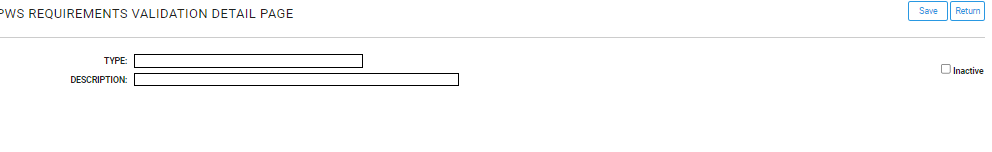 PWS REQUIREMENTS VALIDATION DETAIL PAGE
Save Return
TYPE:
Inactive
DESCRIPTION: